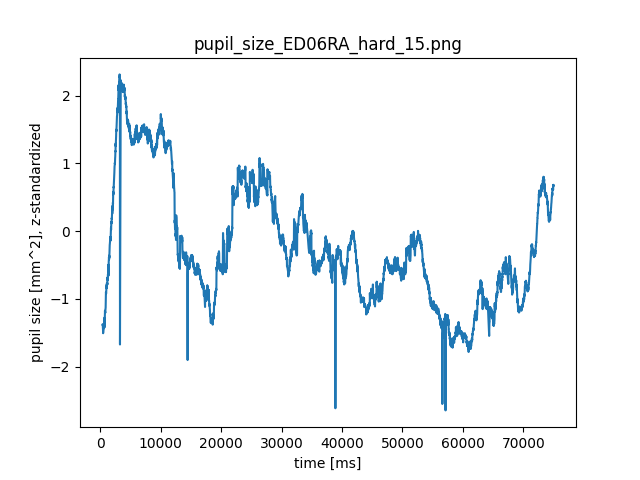 pupil_size_ED06RA_hard_15.png
pupil size [mm^2], z-standardized
2
1
0
−1
−2
0 10000 20000 30000 40000 50000 60000 70000
time [ms]